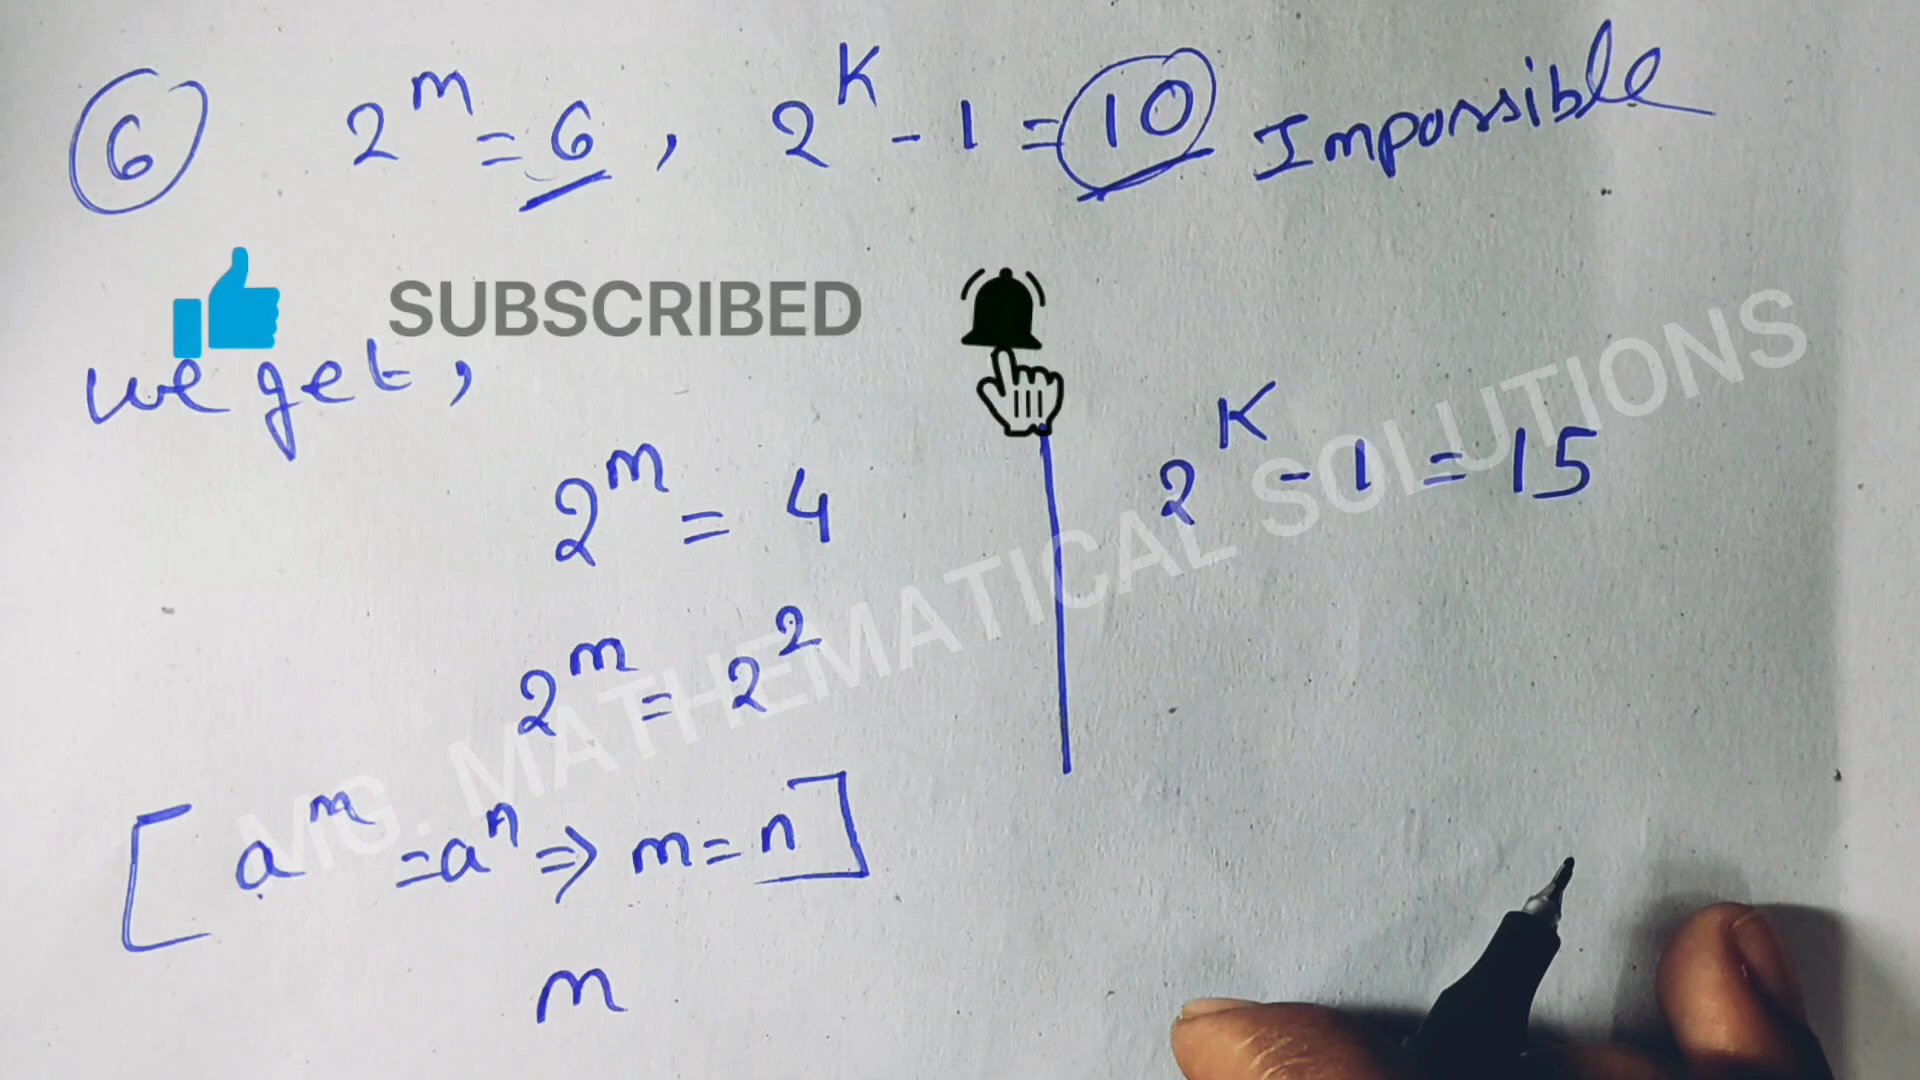 ⑥ 2^m = 6, 2^K - 1 = 10 Impossible
SUBSCRIBED
we get,
2^m = 4
2^K - 1 = 15
2^m = 2^2
[a^m = a^n ⇒ m = n]
m
MG. MATHEMATICAL SOLUTIONS